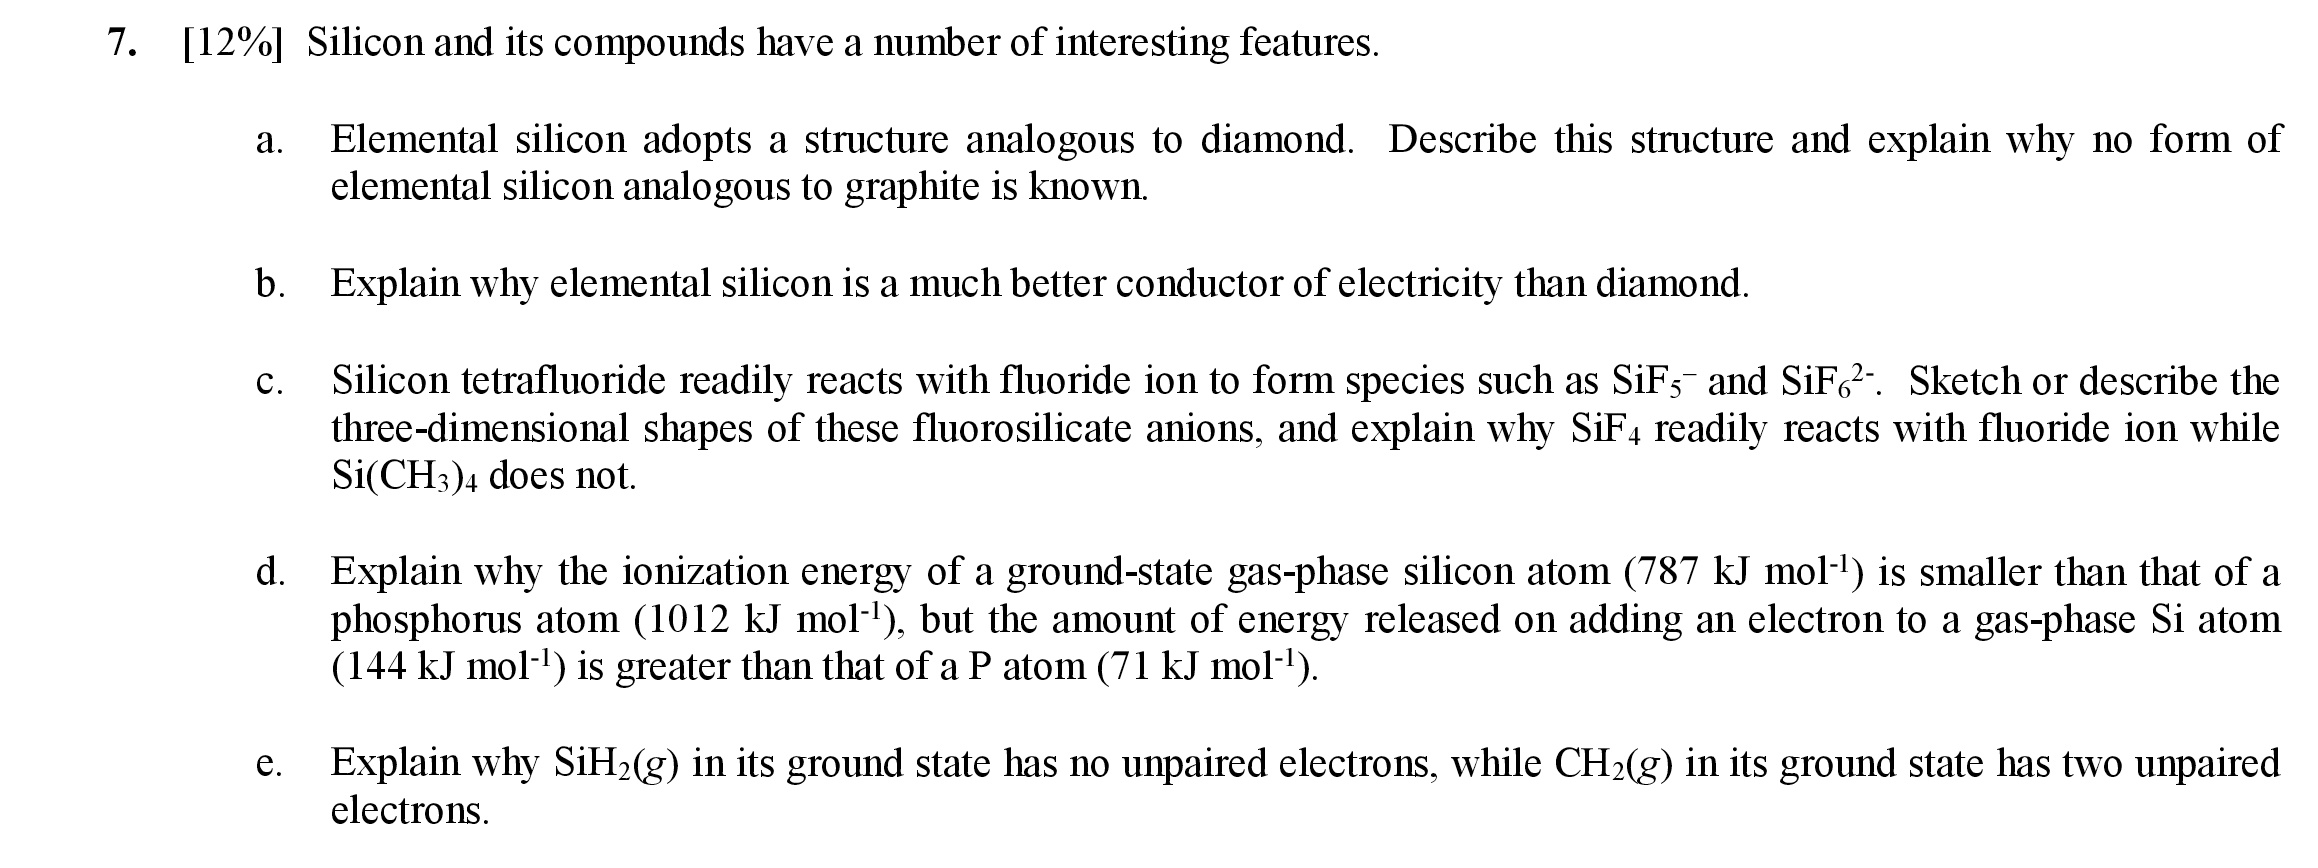 7. [12%] Silicon and its compounds have a number of interesting features.
a. Elemental silicon adopts a structure analogous to diamond. Describe this structure and explain why no form of
elemental silicon analogous to graphite is known.
b. Explain why elemental silicon is a much better conductor of electricity than diamond.
c. Silicon tetrafluoride readily reacts with fluoride ion to form species such as SiF₅⁻ and SiF₆²⁻. Sketch or describe the
three-dimensional shapes of these fluorosilicate anions, and explain why SiF₄ readily reacts with fluoride ion while
Si(CH₃)₄ does not.
d. Explain why the ionization energy of a ground-state gas-phase silicon atom (787 kJ mol⁻¹) is smaller than that of a
phosphorus atom (1012 kJ mol⁻¹), but the amount of energy released on adding an electron to a gas-phase Si atom
(144 kJ mol⁻¹) is greater than that of a P atom (71 kJ mol⁻¹).
e. Explain why SiH₂(g) in its ground state has no unpaired electrons, while CH₂(g) in its ground state has two unpaired
electrons.